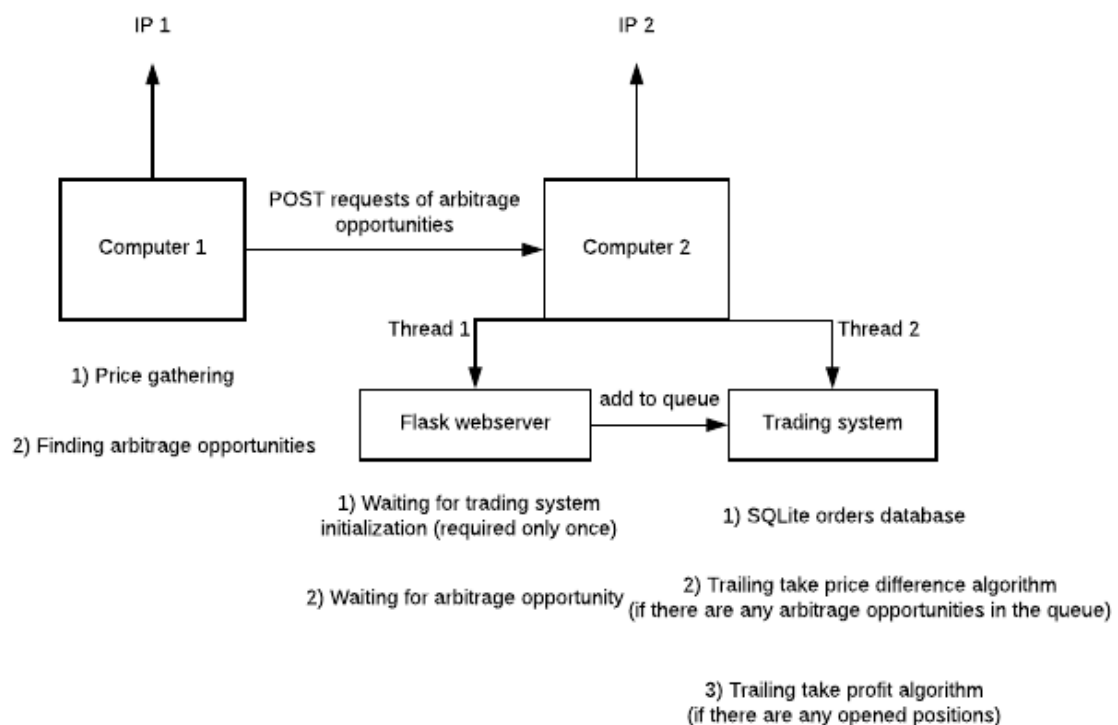 IP 1
IP 2
POST requests of arbitrage
opportunities
Computer 1
Computer 2
Thread 1
Thread 2
1) Price gathering
add to queue
Flask webserver
Trading system
2) Finding arbitrage opportunities
1) Waiting for trading system
initialization (required only once)
1) SQLite orders database
2) Waiting for arbitrage opportunity
2) Trailing take price difference algorithm
(if there are any arbitrage opportunities in the queue)
3) Trailing take profit algorithm
(if there are any opened positions)